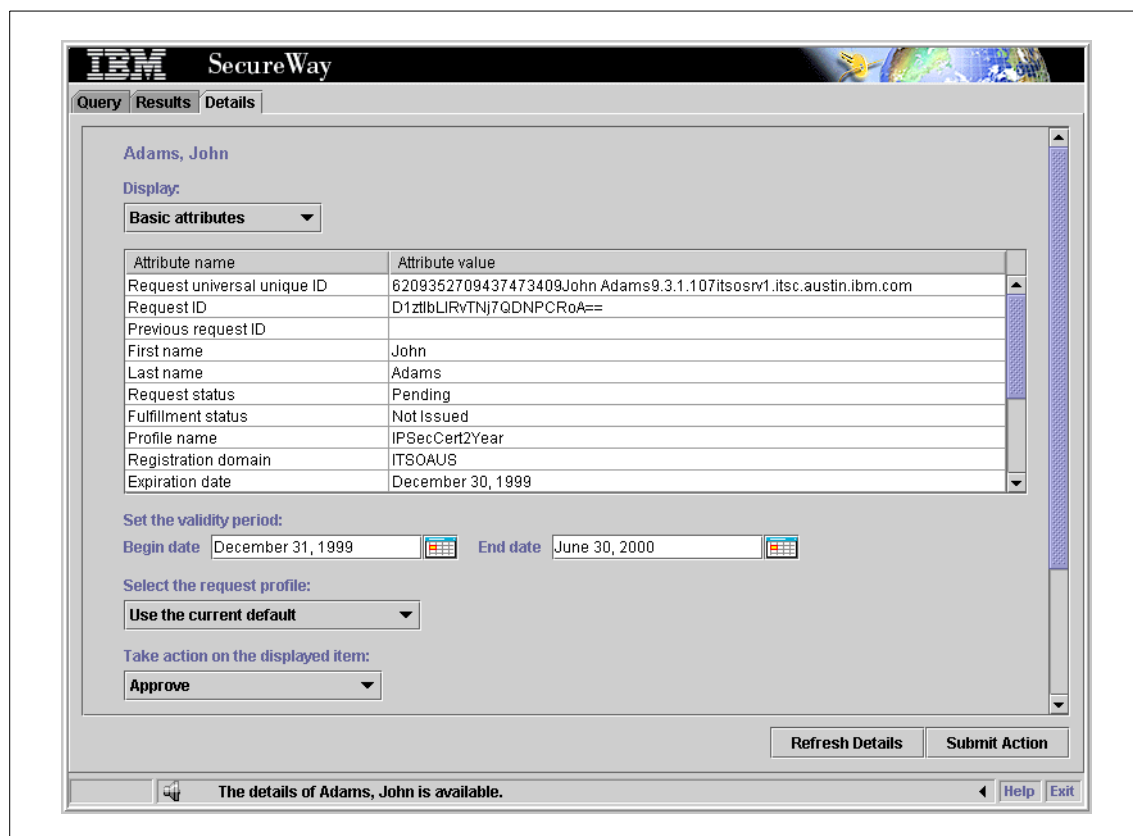 IBM SecureWay
Query Results Details
Adams, John
Display:
Basic attributes
Attribute name Attribute value
Request universal unique ID 6209352709437473409John Adams9.3.1.107itsosrv1.itsc.austin.ibm.com
Request ID D1ztIbLIRvTNj7QDNPCRoA==
Previous request ID
First name John
Last name Adams
Request status Pending
Fulfillment status Not Issued
Profile name IPSecCert2Year
Registration domain ITSOAUS
Expiration date December 30, 1999
Set the validity period:
Begin date December 31, 1999 End date June 30, 2000
Select the request profile:
Use the current default
Take action on the displayed item:
Approve
Refresh Details Submit Action
The details of Adams, John is available. Help Exit